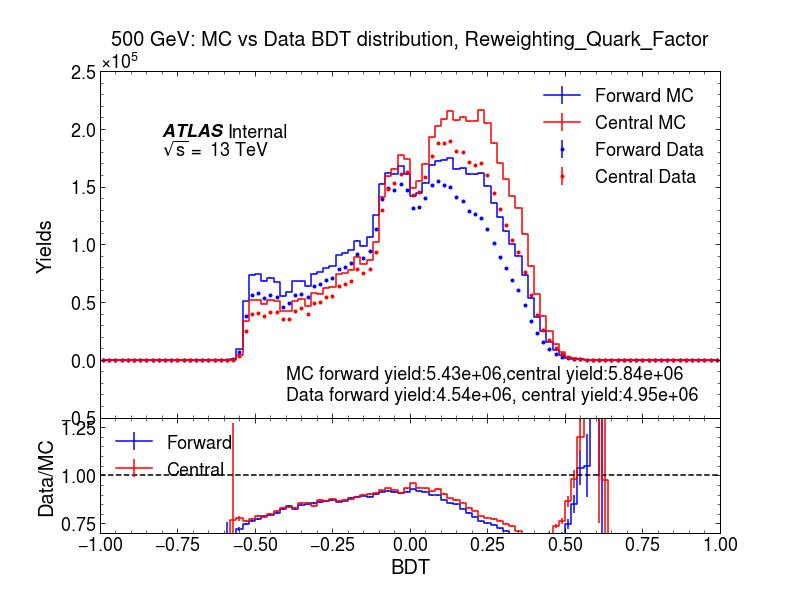 500 GeV: MC vs Data BDT distribution, Reweighting_Quark_Factor
×10⁵
2.5
2.0
1.5
1.0
0.5
0.0
0.5
Yields
ATLAS Internal
√s = 13 TeV
Forward MC
Central MC
Forward Data
Central Data
MC forward yield:5.43e+06,central yield:5.84e+06
Data forward yield:4.54e+06, central yield:4.95e+06
1.25
1.00
0.75
Data/MC
Forward
Central
−1.00 −0.75 −0.50 −0.25 0.00 0.25 0.50 0.75 1.00
BDT